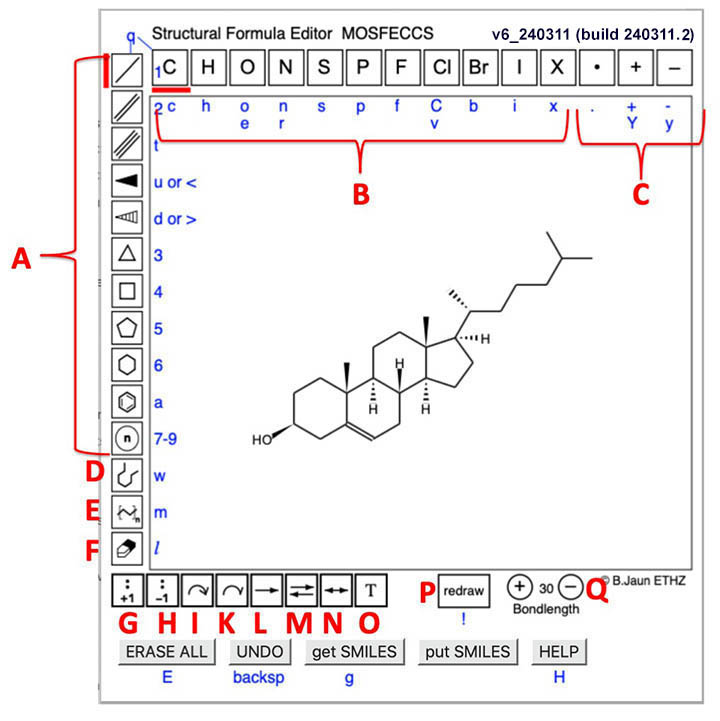 Structural Formula Editor MOSFECCS v6_240311 (build 240311.2)
q
1 C H O N S P F Cl Br I X • + –
2 c h o n s p f C b i x . + -
e r v Y y
t
B C
u or <
d or >
A
3
4
5
6
a
n 7-9
H
H
H
H
HO
D w
E n m
F l
© B.Jaun ETHZ
+1 -1 T
P redraw 30 Q
Bondlength
!
G H I K L M N O
ERASE ALL UNDO get SMILES put SMILES HELP
E backsp g H